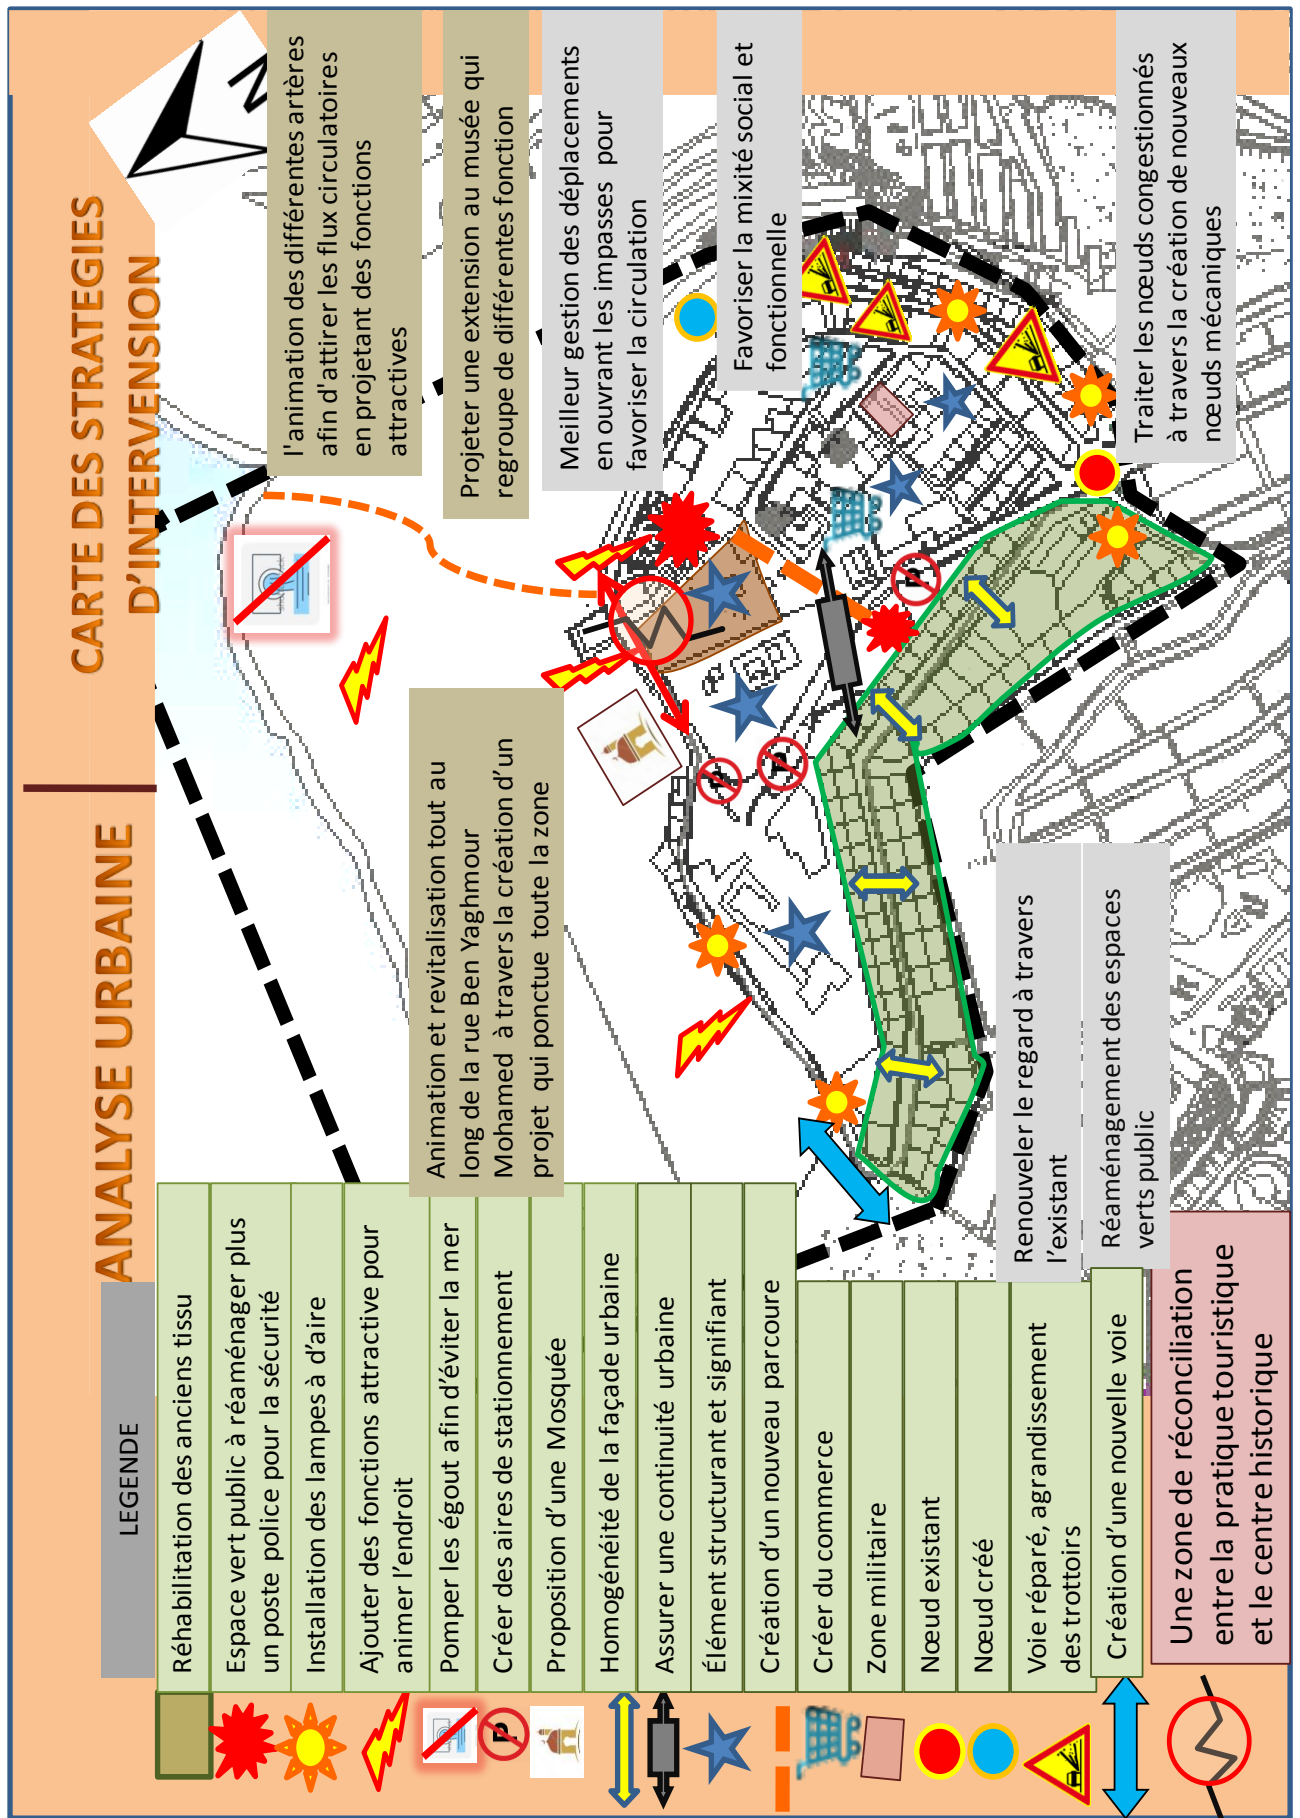 ANALYSE URBAINE
CARTE DES STRATEGIES
D’INTERVENSION
N
LEGENDE
Réhabilitation des anciens tissu
Espace vert public à réaménager plus
un poste police pour la sécurité
Installation des lampes à d’aire
Ajouter des fonctions attractive pour
animer l’endroit
Pomper les égout afin d’éviter la mer
P
Créer des aires de stationnement
Proposition d’une Mosquée
Homogénéité de la façade urbaine
Assurer une continuité urbaine
Élément structurant et signifiant
Création d’un nouveau parcoure
Créer du commerce
Zone militaire
Nœud existant
Nœud créé
Voie réparé, agrandissement
des trottoirs
Création d’une nouvelle voie
Une zone de réconciliation
entre la pratique touristique
et le centre historique
Animation et revitalisation tout au
long de la rue Ben Yaghmour
Mohamed à travers la création d’un
projet qui ponctue toute la zone
Renouveler le regard à travers
l’existant
Réaménagement des espaces
verts public
P
P
P
l'animation des différentes artères
afin d'attirer les flux circulatoires
en projetant des fonctions
attractives
Projeter une extension au musée qui
regroupe de différentes fonction
Meilleur gestion des déplacements
en ouvrant les impasses pour
favoriser la circulation
Favoriser la mixité social et
fonctionnelle
Traiter les nœuds congestionnés
à travers la création de nouveaux
nœuds mécaniques